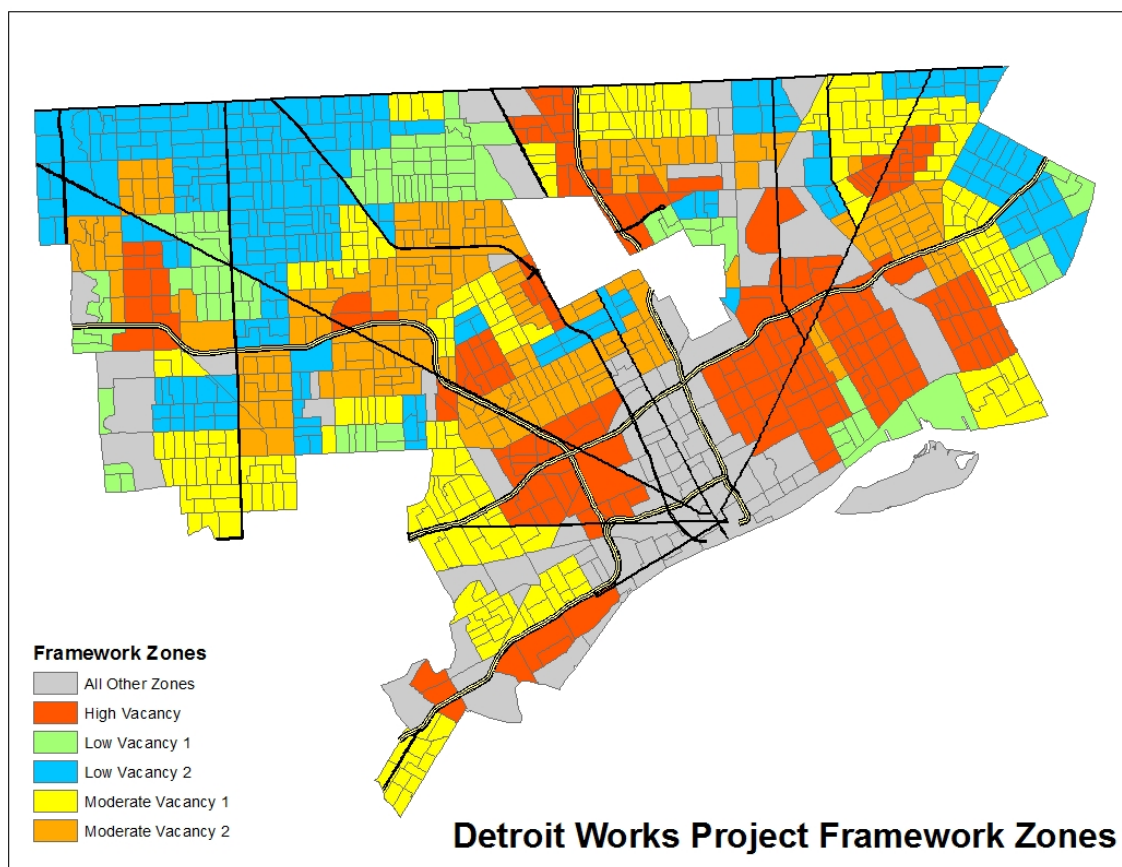 Framework Zones
All Other Zones
High Vacancy
Low Vacancy 1
Low Vacancy 2
Moderate Vacancy 1
Moderate Vacancy 2
Detroit Works Project Framework Zones